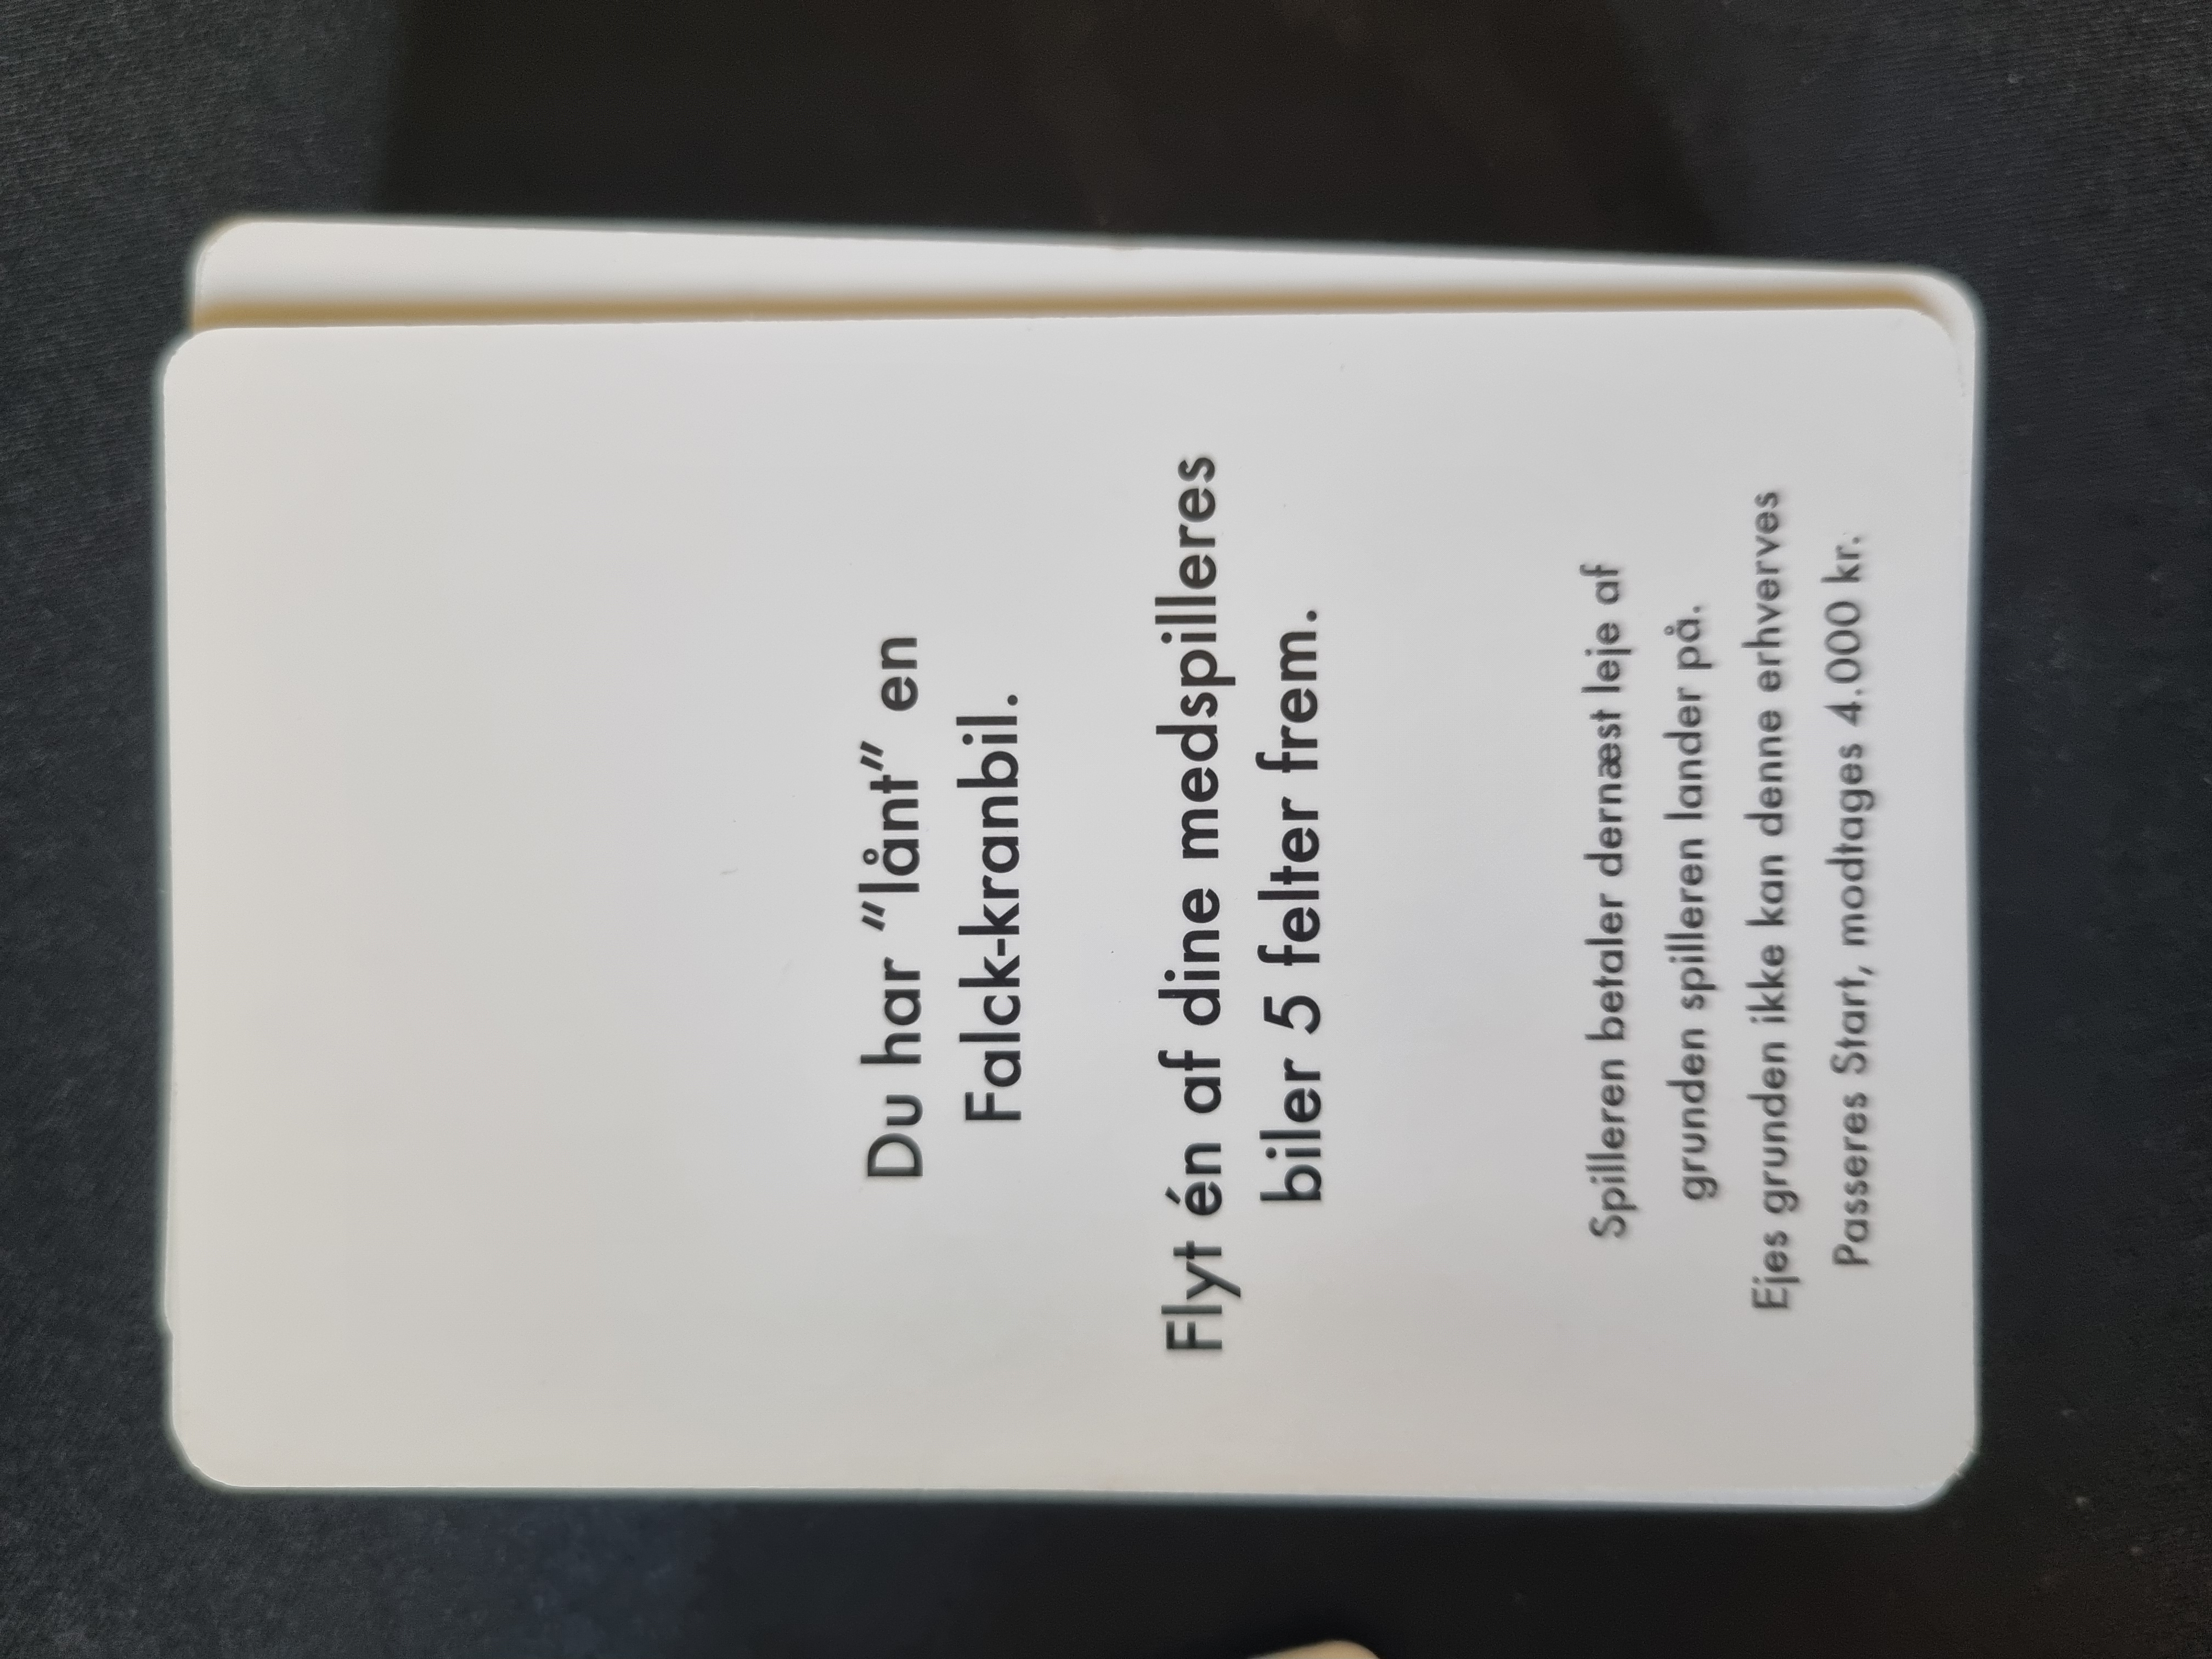 Du har "lånt" en
Falck-kranbil.
Flyt én af dine medspilleres
biler 5 felter frem.
Spilleren betaler dernæst leje af
grunden spilleren lander på.
Ejes grunden ikke kan denne erhverves
Passeres Start, modtages 4.000 kr.